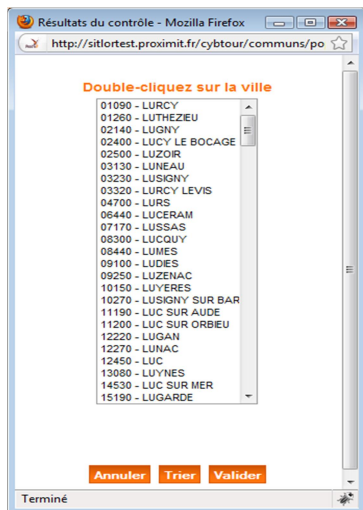 Résultats du contrôle - Mozilla Firefox
http://sitlortest.proximit.fr/cybtour/communs/po
Double-cliquez sur la ville
01090 - LURCY
01260 - LUTHEZIEU
02140 - LUGNY
02400 - LUCY LE BOCAGE
02500 - LUZOIR
03130 - LUNEAU
03230 - LUSIGNY
03320 - LURCY LEVIS
04700 - LURS
06440 - LUCERAM
07170 - LUSSAS
08300 - LUCQUY
08440 - LUMES
09100 - LUDIES
09250 - LUZENAC
10150 - LUYERES
10270 - LUSIGNY SUR BAR
11190 - LUC SUR AUDE
11200 - LUC SUR ORBIEU
12220 - LUGAN
12270 - LUNAC
12450 - LUC
13080 - LUYNES
14530 - LUC SUR MER
15190 - LUGARDE
Annuler Trier Valider
Terminé